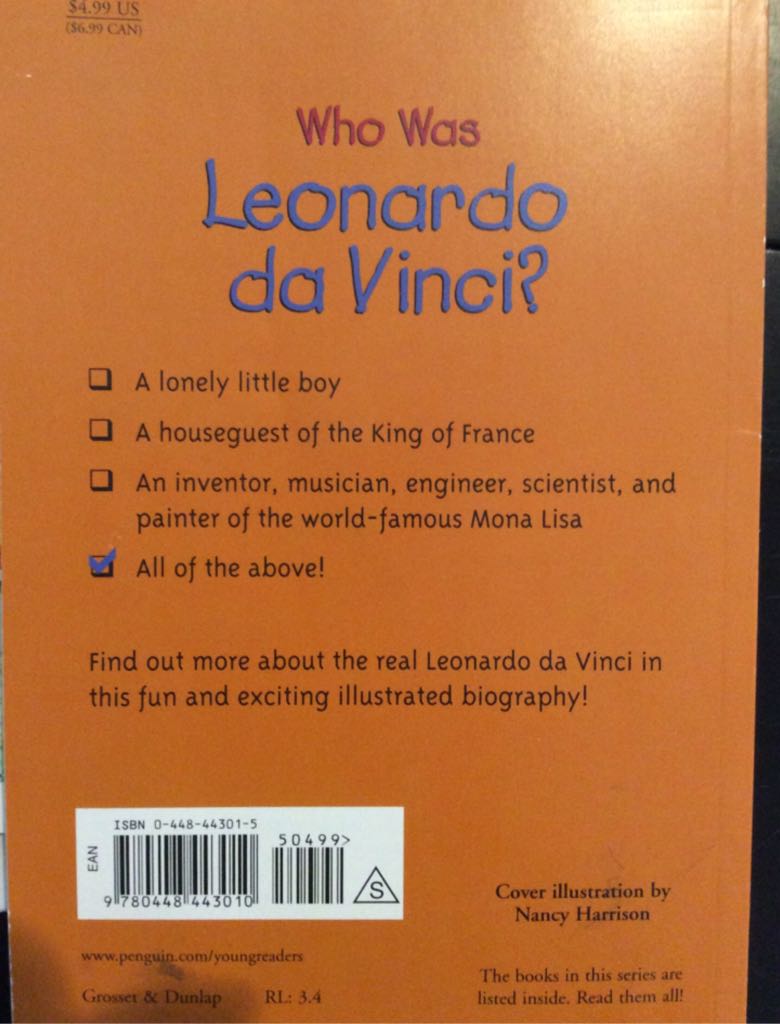 $4.99 US
($6.99 CAN)
Who Was
Leonardo
da Vinci?
A lonely little boy
A houseguest of the King of France
An inventor, musician, engineer, scientist, and
painter of the world-famous Mona Lisa
All of the above!
Find out more about the real Leonardo da Vinci in
this fun and exciting illustrated biography!
ISBN 0-448-44301-5
50499>
EAN
9 780448 443010
S
Cover illustration by
Nancy Harrison
www.penguin.com/youngreaders
Grosset & Dunlap RL: 3.4
The books in this series are
listed inside. Read them all!